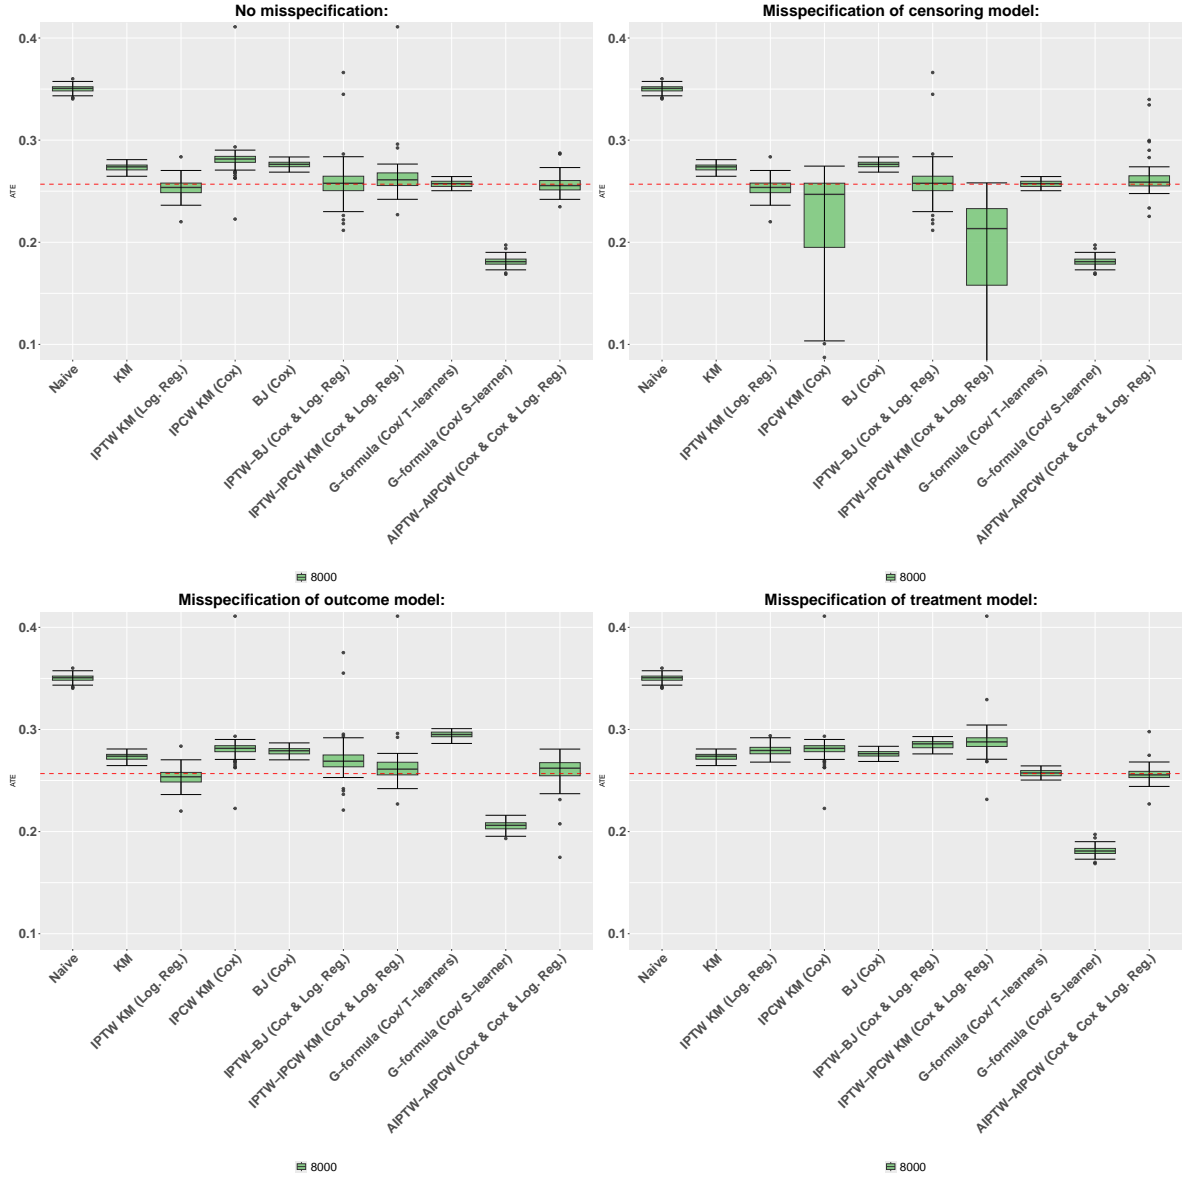 No misspecification:
0.4
0.3
0.2
0.1
ATE
Naive
KM
IPTW KM (Log. Reg.)
IPCW KM (Cox)
BJ (Cox)
IPTW−BJ (Cox & Log. Reg.)
IPTW−IPCW KM (Cox & Log. Reg.)
G−formula (Cox/ T−learners)
G−formula (Cox/ S−learner)
AIPTW−AIPCW (Cox & Cox & Log. Reg.)
8000
Misspecification of censoring model:
0.4
0.3
0.2
0.1
ATE
Naive
KM
IPTW KM (Log. Reg.)
IPCW KM (Cox)
BJ (Cox)
IPTW−BJ (Cox & Log. Reg.)
IPTW−IPCW KM (Cox & Log. Reg.)
G−formula (Cox/ T−learners)
G−formula (Cox/ S−learner)
AIPTW−AIPCW (Cox & Cox & Log. Reg.)
8000
Misspecification of outcome model:
0.4
0.3
0.2
0.1
ATE
Naive
KM
IPTW KM (Log. Reg.)
IPCW KM (Cox)
BJ (Cox)
IPTW−BJ (Cox & Log. Reg.)
IPTW−IPCW KM (Cox & Log. Reg.)
G−formula (Cox/ T−learners)
G−formula (Cox/ S−learner)
AIPTW−AIPCW (Cox & Cox & Log. Reg.)
8000
Misspecification of treatment model:
0.4
0.3
0.2
0.1
ATE
Naive
KM
IPTW KM (Log. Reg.)
IPCW KM (Cox)
BJ (Cox)
IPTW−BJ (Cox & Log. Reg.)
IPTW−IPCW KM (Cox & Log. Reg.)
G−formula (Cox/ T−learners)
G−formula (Cox/ S−learner)
AIPTW−AIPCW (Cox & Cox & Log. Reg.)
8000